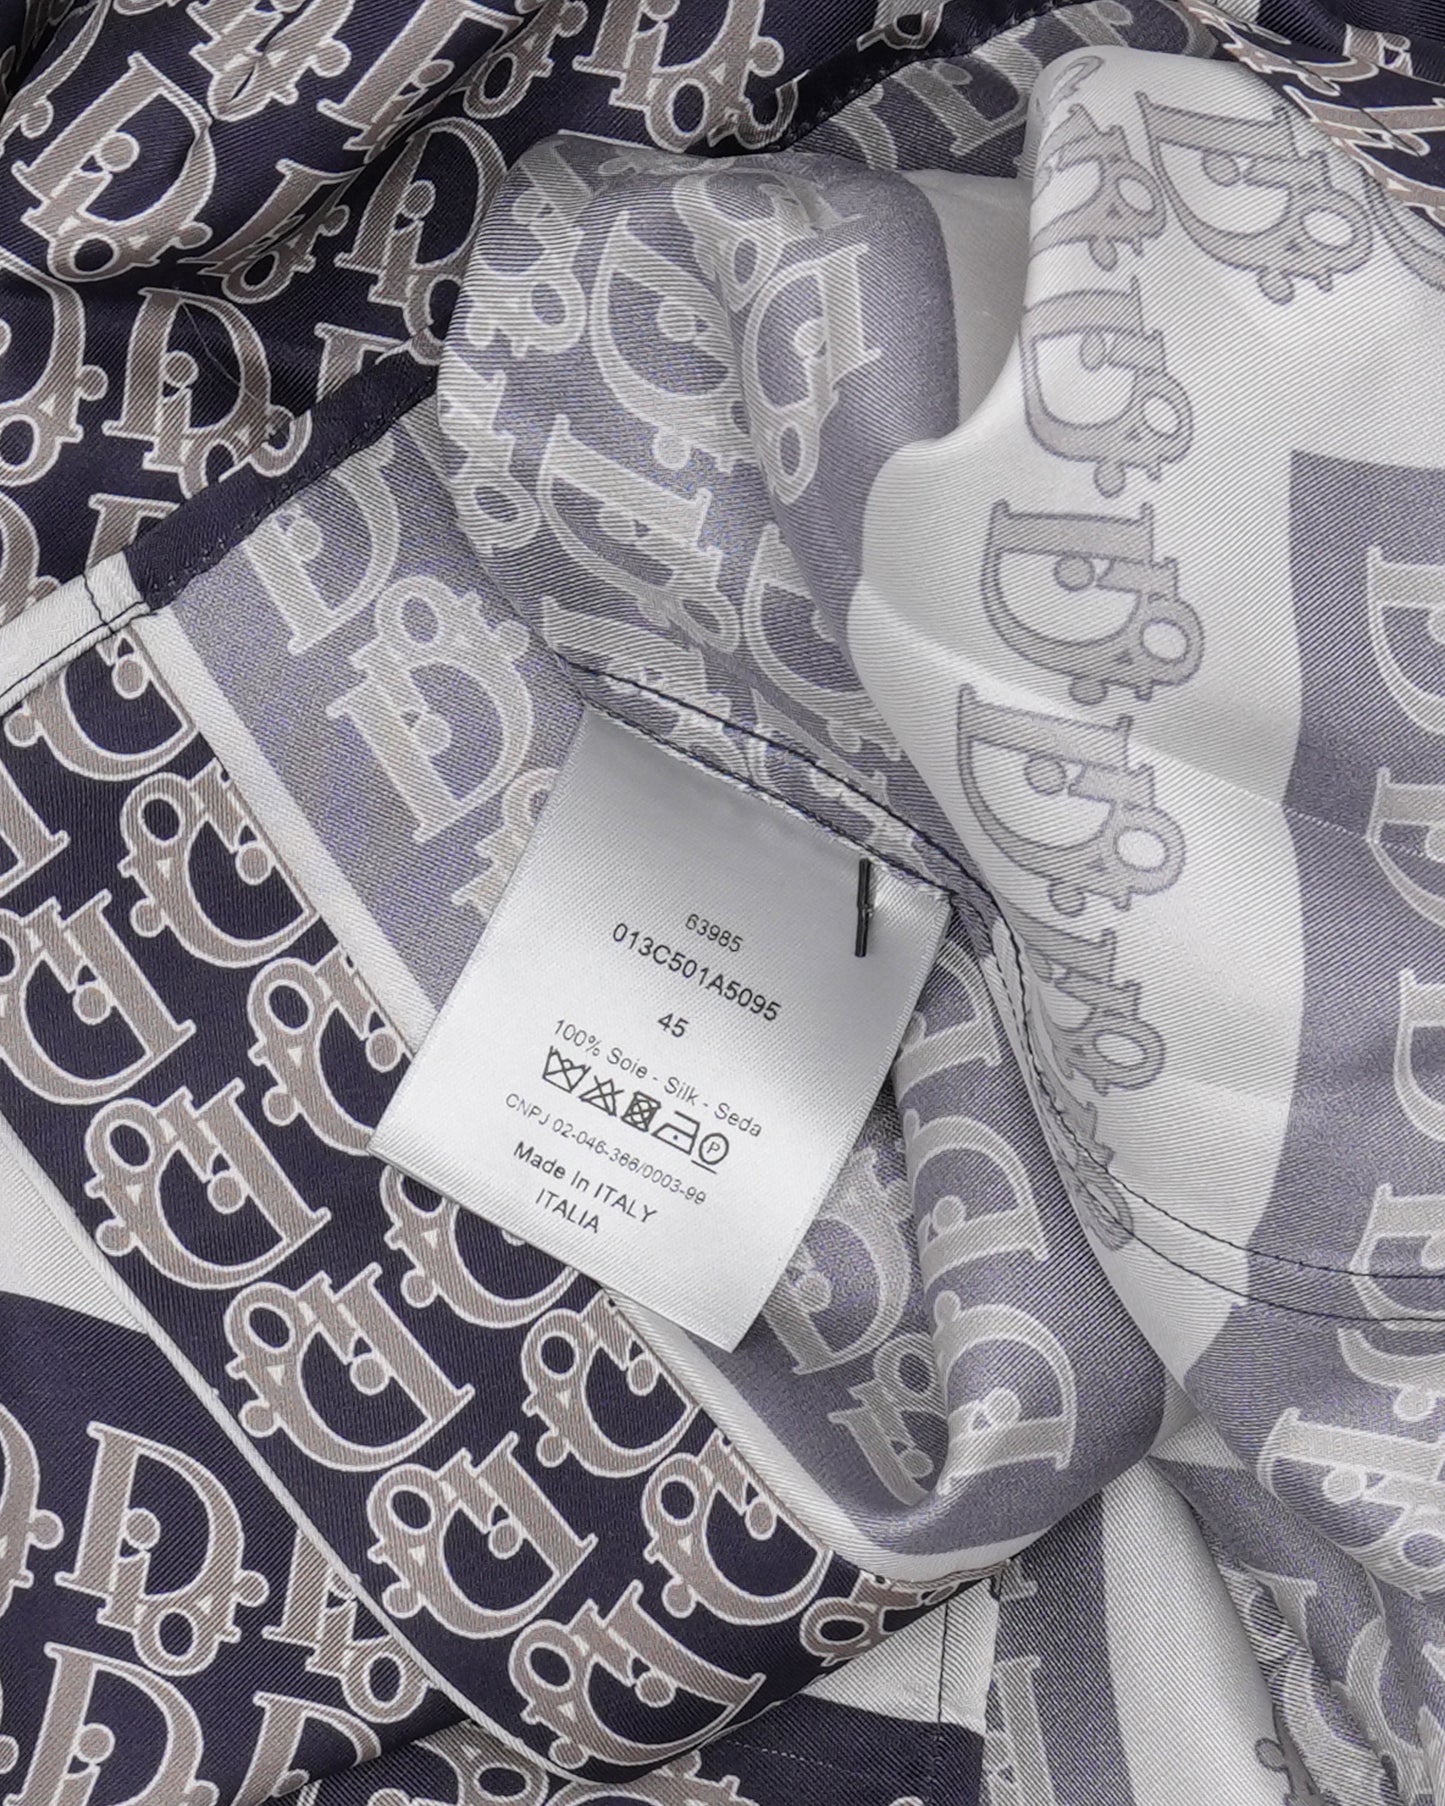 63985
013C501A5095
45
100% Soie - Silk - Seda
CNPJ 02-046-366/0003-99
Made In ITALY
ITALIA